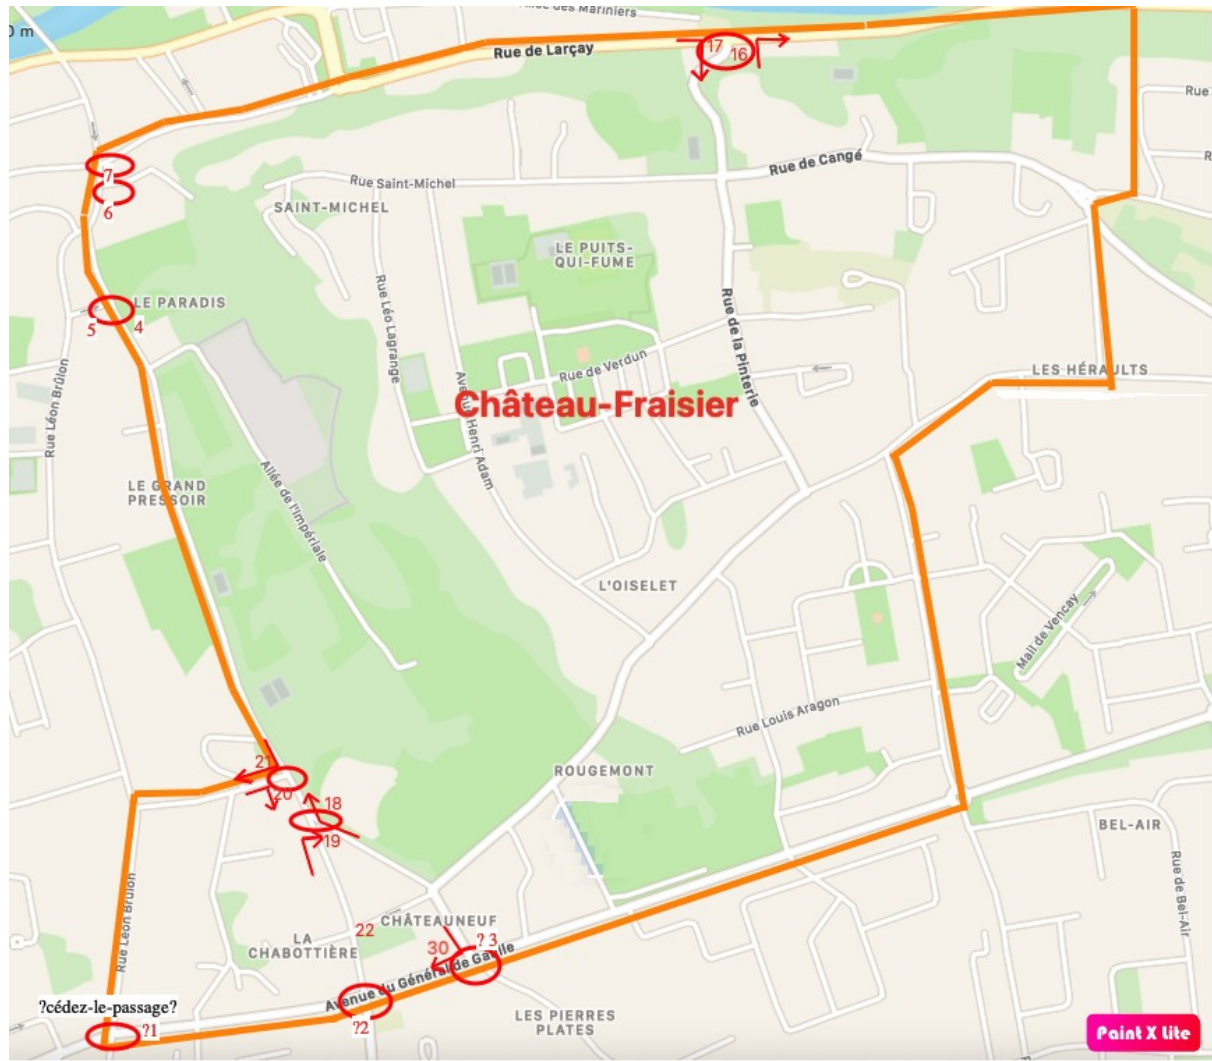 Allée des Mariniers
0 m
Rue de Larçay
17
16
Rue
Rue de Cangé
R
7
Rue Saint-Michel
SAINT-MICHEL
6
LE PUITS-
QUI-FUME
LE PARADIS
5
4
Rue Léo Lagrange
Rue de la Pinterie
Rue de Verdun
LES HÉRAULTS
Rue Léon Brûlon
Château-Fraisier
Avenue Henri Adam
LE GRAND
PRESSOIR
Allée de l'Impériale
L'OISELET
Mail de Vençay
Rue Louis Aragon
21
ROUGEMONT
20
18
19
BEL-AIR
Rue de Bel-Air
Rue Léon Brûlon
CHÂTEAUNEUF
22
LA
CHABOTTIÈRE
30
? 3
Avenue du Général de Gaulle
?cédez-le-passage?
?1
?2
LES PIERRES
PLATES
Paint X Lite